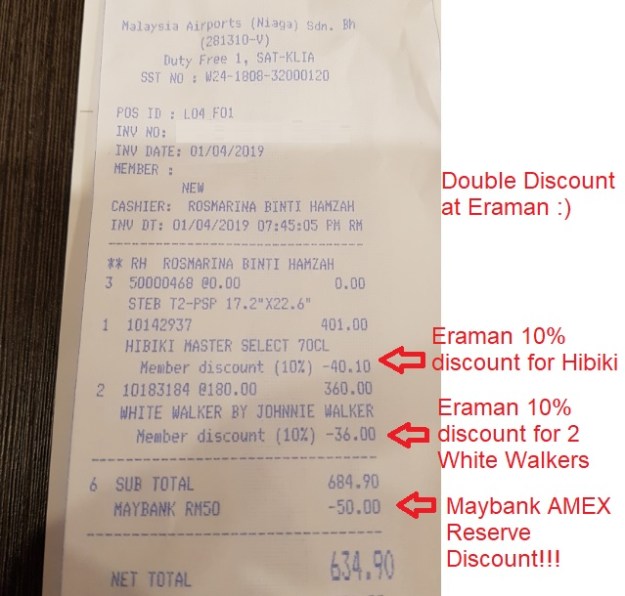 Malaysia Airports (Niaga) Sdn. Bh
(281310-V)
Duty Free 1, SAT-KLIA
SST NO : W24-1808-32000120
POS ID : L04 F01
INV NO:
INV DATE: 01/04/2019
MEMBER :
NEW
CASHIER: ROSMARINA BINTI HAMZAH
INV DT: 01/04/2019 07:45:05 PM RM
** RH ROSMARINA BINTI HAMZAH
3 50000468 @0.00 0.00
STEB T2-PSP 17.2"X22.6"
1 10142937 401.00
HIBIKI MASTER SELECT 70CL
Member discount (10%) -40.10
2 10183184 @180.00 360.00
WHITE WALKER BY JOHNNIE WALKER
Member discount (10%) -36.00
6 SUB TOTAL 684.90
MAYBANK RM50 -50.00
NET TOTAL 634.90
Double Discount
at Eraman :)
Eraman 10%
discount for Hibiki
Eraman 10%
discount for 2
White Walkers
Maybank AMEX
Reserve
Discount!!!